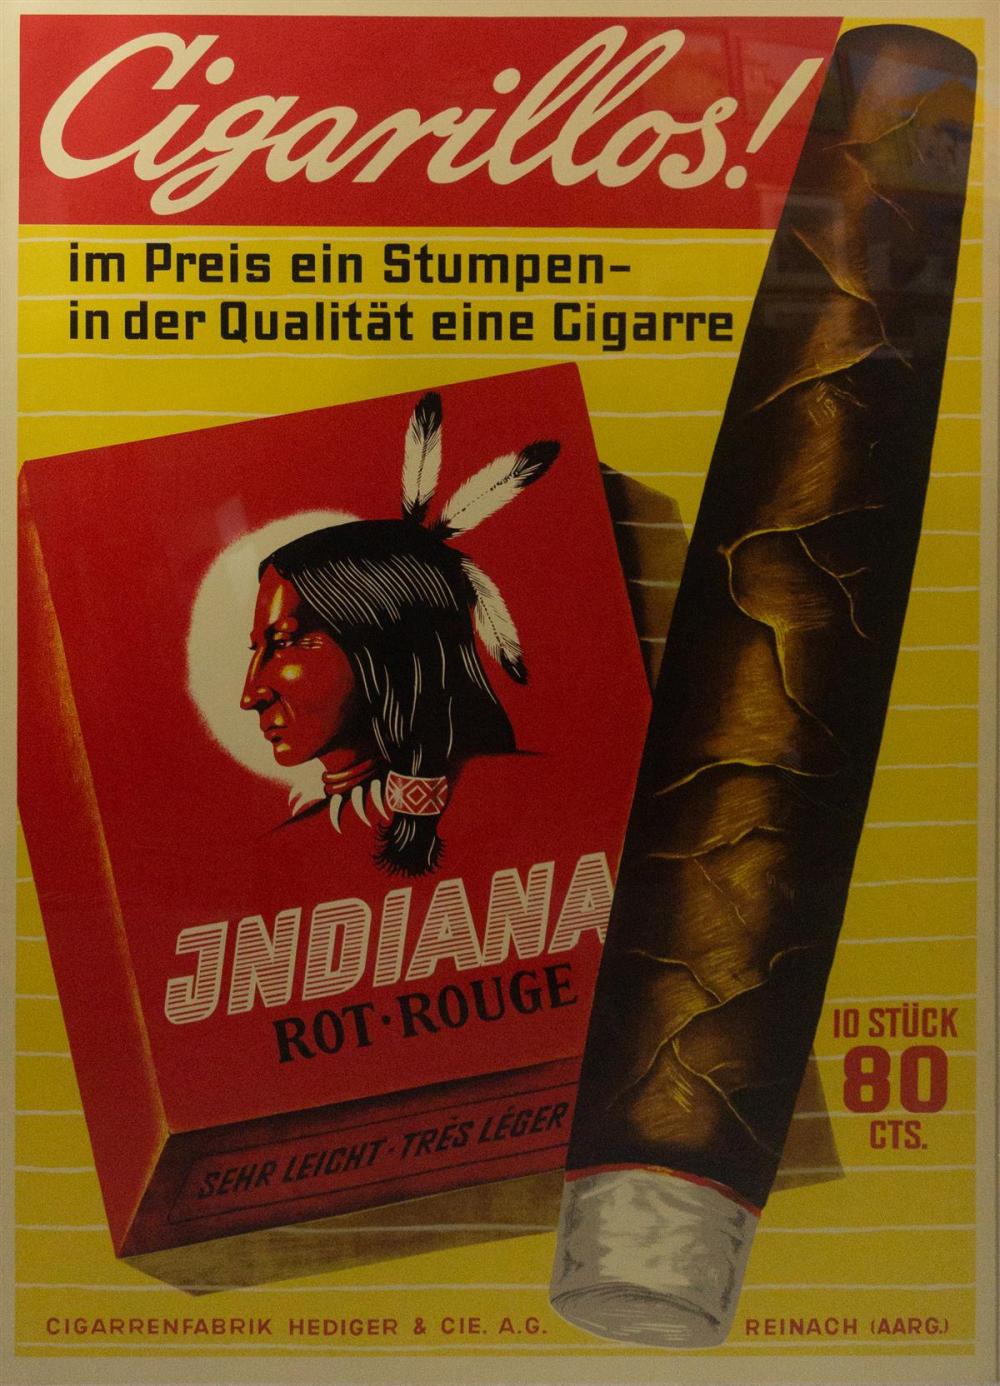 Cigarillos!
im Preis ein Stumpen-
in der Qualität eine Cigarre
JNDIANA
ROT·ROUGE
SEHR LEICHT·TRÈS LÉGER
10 STÜCK
80
CTS.
CIGARRENFABRIK HEDIGER & CIE. A.G. REINACH (AARG.)